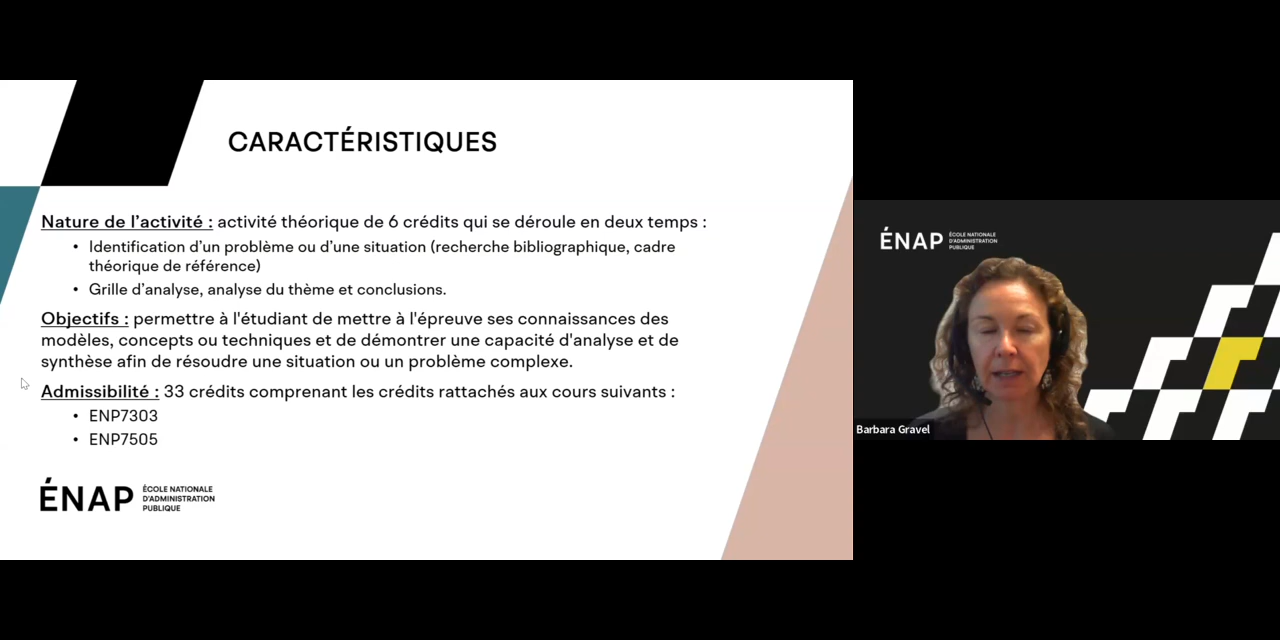 CARACTÉRISTIQUES
Nature de l'activité : activité théorique de 6 crédits qui se déroule en deux temps :
• Identification d'un problème ou d'une situation (recherche bibliographique, cadre
théorique de référence)
• Grille d'analyse, analyse du thème et conclusions.
Objectifs : permettre à l'étudiant de mettre à l'épreuve ses connaissances des
modèles, concepts ou techniques et de démontrer une capacité d'analyse et de
synthèse afin de résoudre une situation ou un problème complexe.
Admissibilité : 33 crédits comprenant les crédits rattachés aux cours suivants :
• ENP7303
• ENP7505
ÉNAP
ÉCOLE NATIONALE
D'ADMINISTRATION
PUBLIQUE
ÉNAP
ÉCOLE NATIONALE
D'ADMINISTRATION
PUBLIQUE
Barbara Gravel